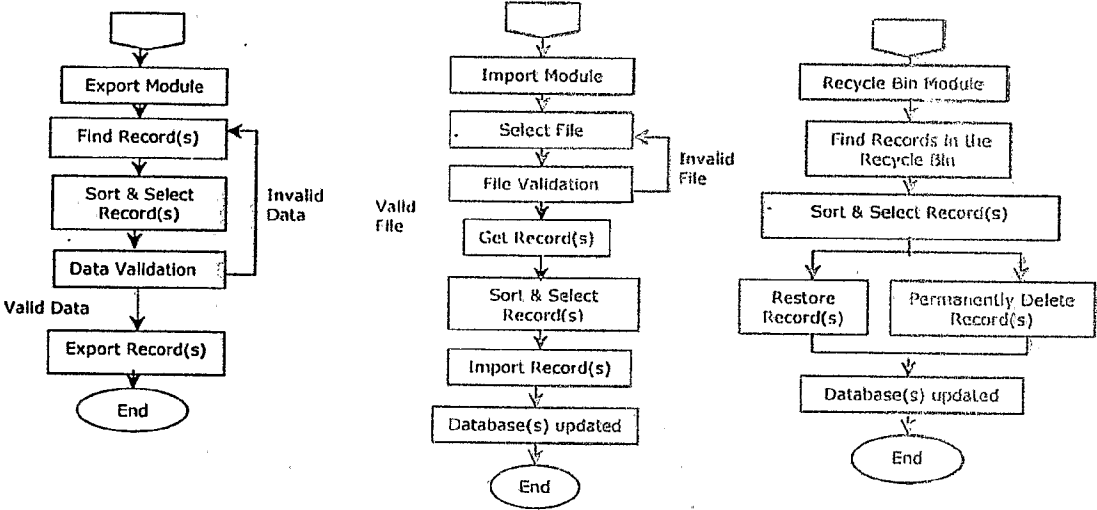 Export Module
Find Record(s)
Sort & Select
Record(s)
Invalid
Data
Data Validation
Valid Data
Export Record(s)
End
Import Module
Select File
Invalid
File
File Validation
Valid
File
Get Record(s)
Sort & Select
Record(s)
Import Record(s)
Database(s) updated
End
Recycle Bin Module
Find Records in the
Recycle Bin
Sort & Select Record(s)
Restore
Record(s)
Permanently Delete
Record(s)
Database(s) updated
End